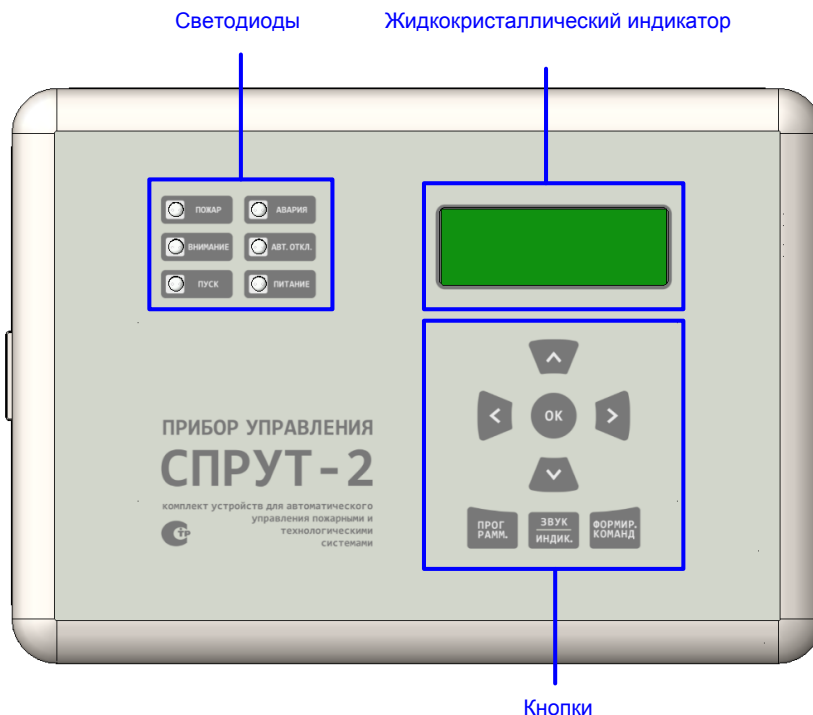 Светодиоды
Жидкокристаллический индикатор
ПОЖАР
АВАРИЯ
ВНИМАНИЕ
АВТ. ОТКЛ.
ПУСК
ПИТАНИЕ
ПРИБОР УПРАВЛЕНИЯ
СПРУТ-2
комплект устройств для автоматического
управления пожарными и
технологическими
системами
ОК
ПРОГ
РАММ.
ЗВУК
ИНДИК.
ФОРМИР.
КОМАНД
Кнопки